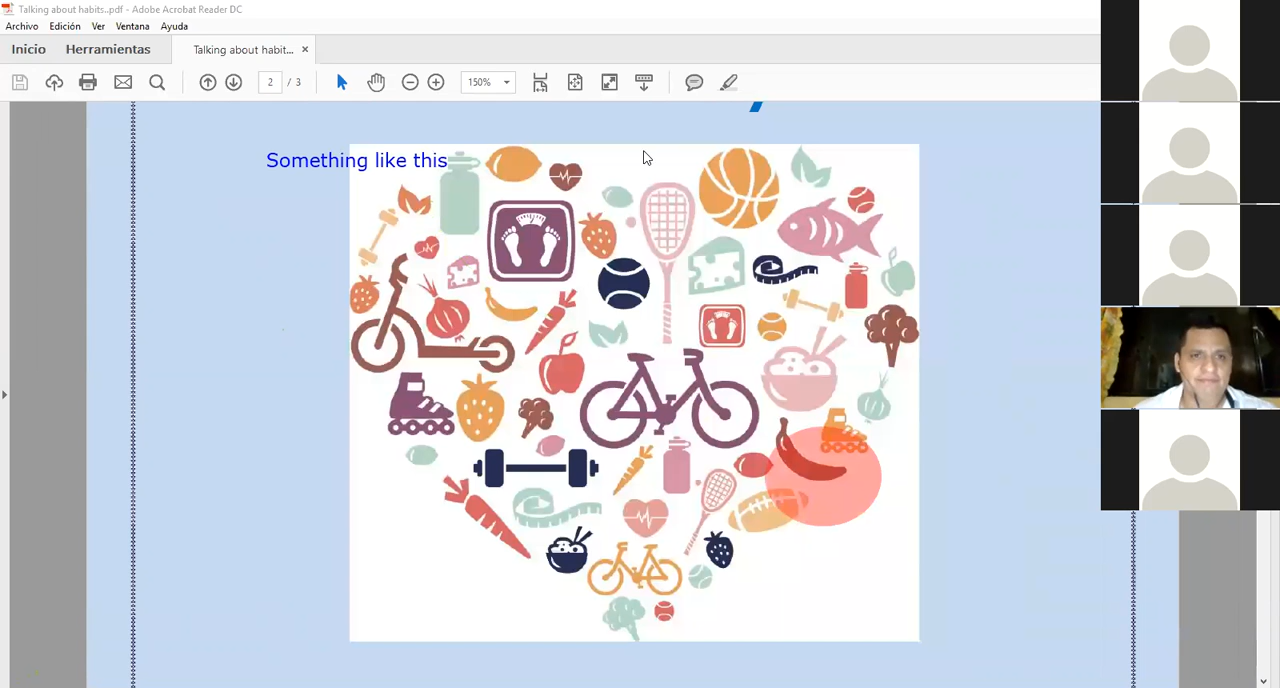 Talking about habits..pdf - Adobe Acrobat Reader DC
Archivo Edición Ver Ventana Ayuda
Inicio Herramientas Talking about habit... ×
2 / 3 150%
Something like this